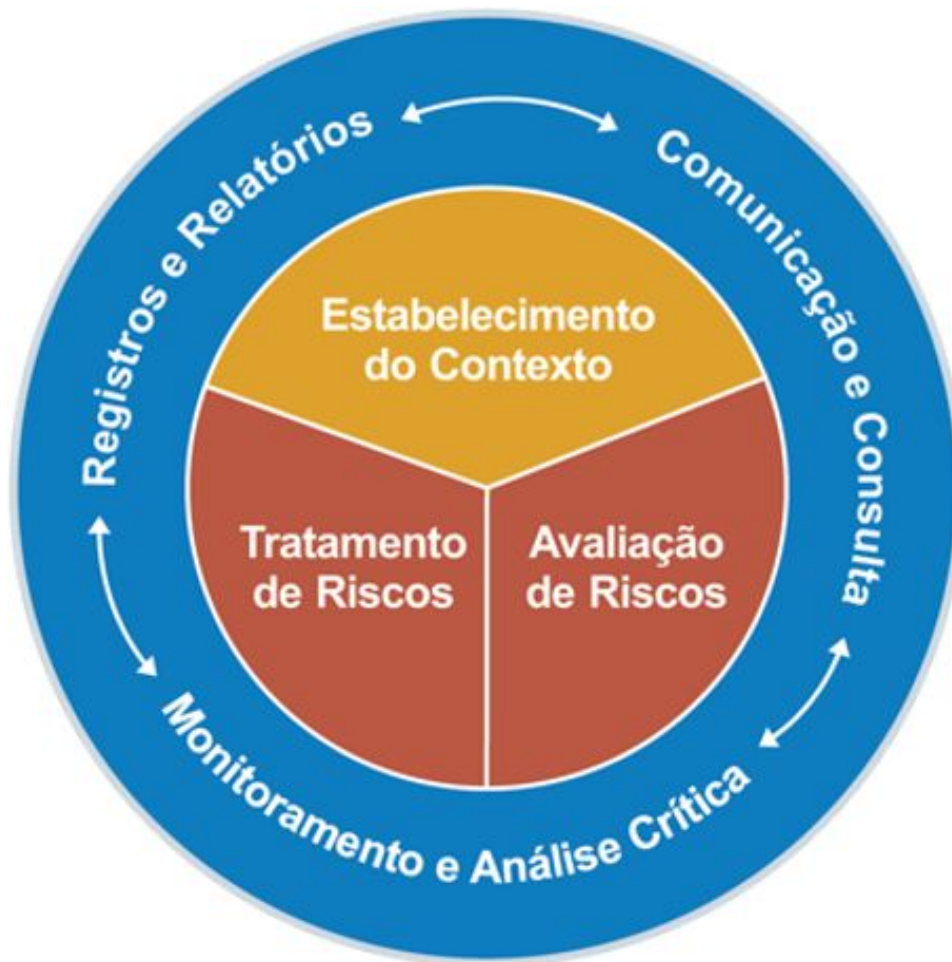 Registros e Relatórios
Comunicação e Consulta
Estabelecimento
do Contexto
Tratamento
de Riscos
Avaliação
de Riscos
Monitoramento e Análise Crítica